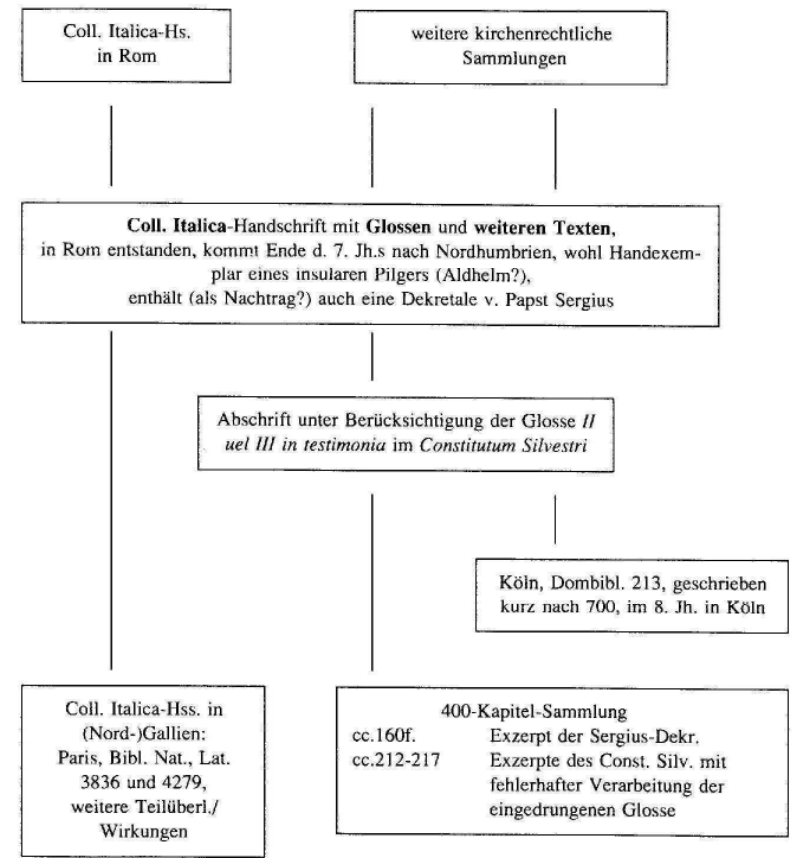 Coll. Italica-Hs.
in Rom
weitere kirchenrechtliche
Sammlungen
Coll. Italica-Handschrift mit Glossen und weiteren Texten,
in Rom entstanden, kommt Ende d. 7. Jh.s nach Nordhumbrien, wohl Handexem-
plar eines insularen Pilgers (Aldhelm?),
enthält (als Nachtrag?) auch eine Dekretale v. Papst Sergius
Abschrift unter Berücksichtigung der Glosse II
uel III in testimonia im Constitutum Silvestri
Köln, Dombibl. 213, geschrieben
kurz nach 700, im 8. Jh. in Köln
Coll. Italica-Hss. in
(Nord-)Gallien:
Paris, Bibl. Nat., Lat.
3836 und 4279,
weitere Teilüberl./
Wirkungen
400-Kapitel-Sammlung
cc.160f. Exzerpt der Sergius-Dekr.
cc.212-217 Exzerpte des Const. Silv. mit
fehlerhafter Verarbeitung der
eingedrungenen Glosse